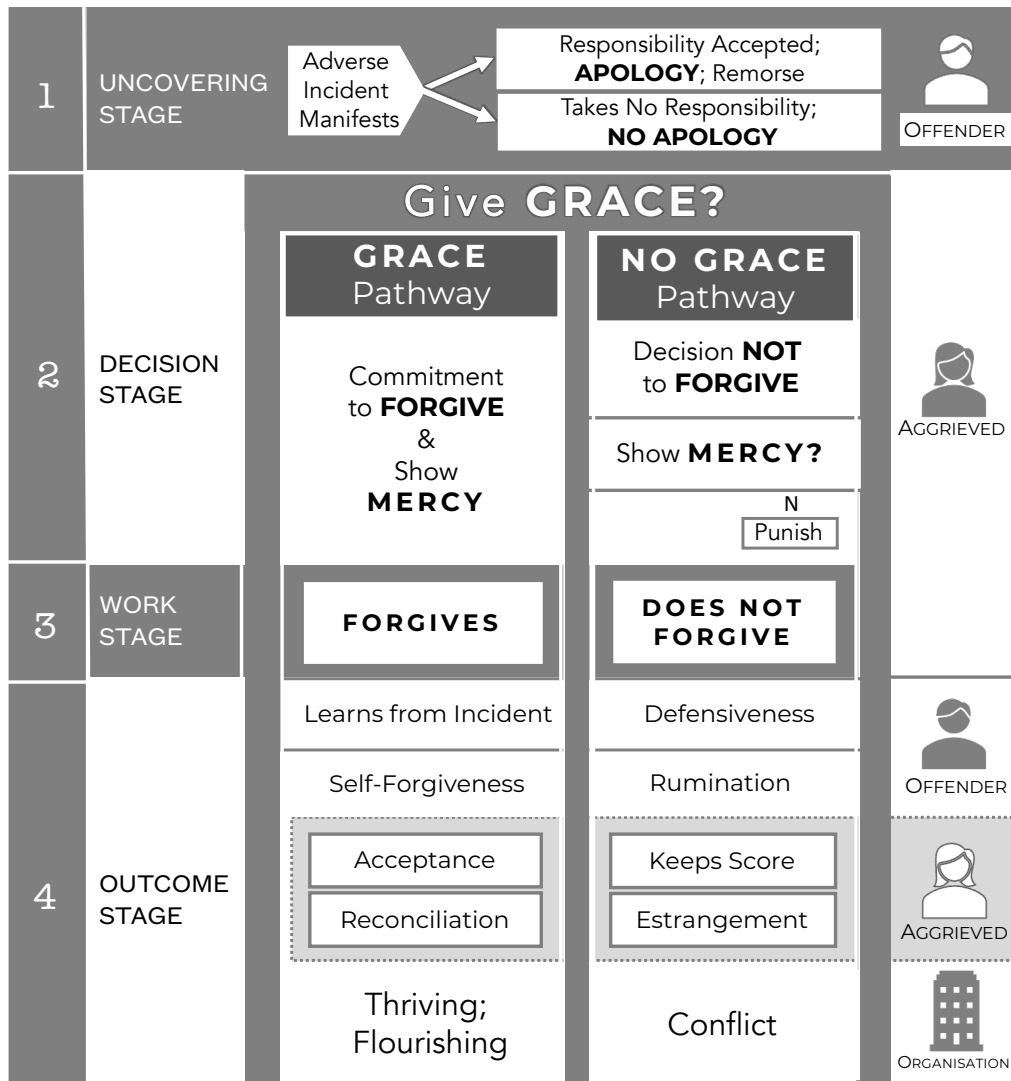 1
UNCOVERING
STAGE
Adverse
Incident
Manifests
Responsibility Accepted;
APOLOGY; Remorse
Takes No Responsibility;
NO APOLOGY
OFFENDER
Give GRACE?
2
DECISION
STAGE
GRACE
Pathway
Commitment
to FORGIVE
&
Show
MERCY
NO GRACE
Pathway
Decision NOT
to FORGIVE
Show MERCY?
N
Punish
AGGRIEVED
3
WORK
STAGE
FORGIVES
DOES NOT
FORGIVE
4
OUTCOME
STAGE
Learns from Incident
Defensiveness
Self-Forgiveness
Rumination
OFFENDER
Acceptance
Reconciliation
Keeps Score
Estrangement
AGGRIEVED
Thriving;
Flourishing
Conflict
ORGANISATION